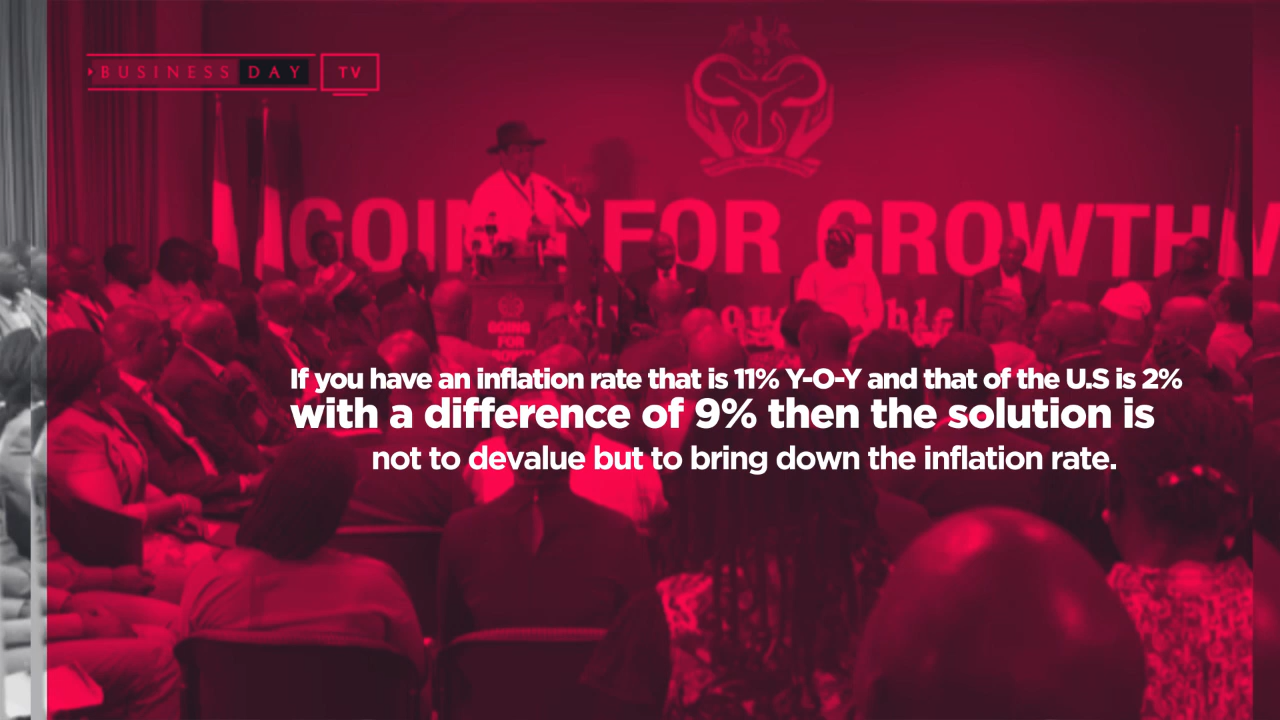 BUSINESS DAY TV
GOING FOR GROWTH
GOING
FOR
If you have an inflation rate that is 11% Y-O-Y and that of the U.S is 2%
with a difference of 9% then the solution is
not to devalue but to bring down the inflation rate.